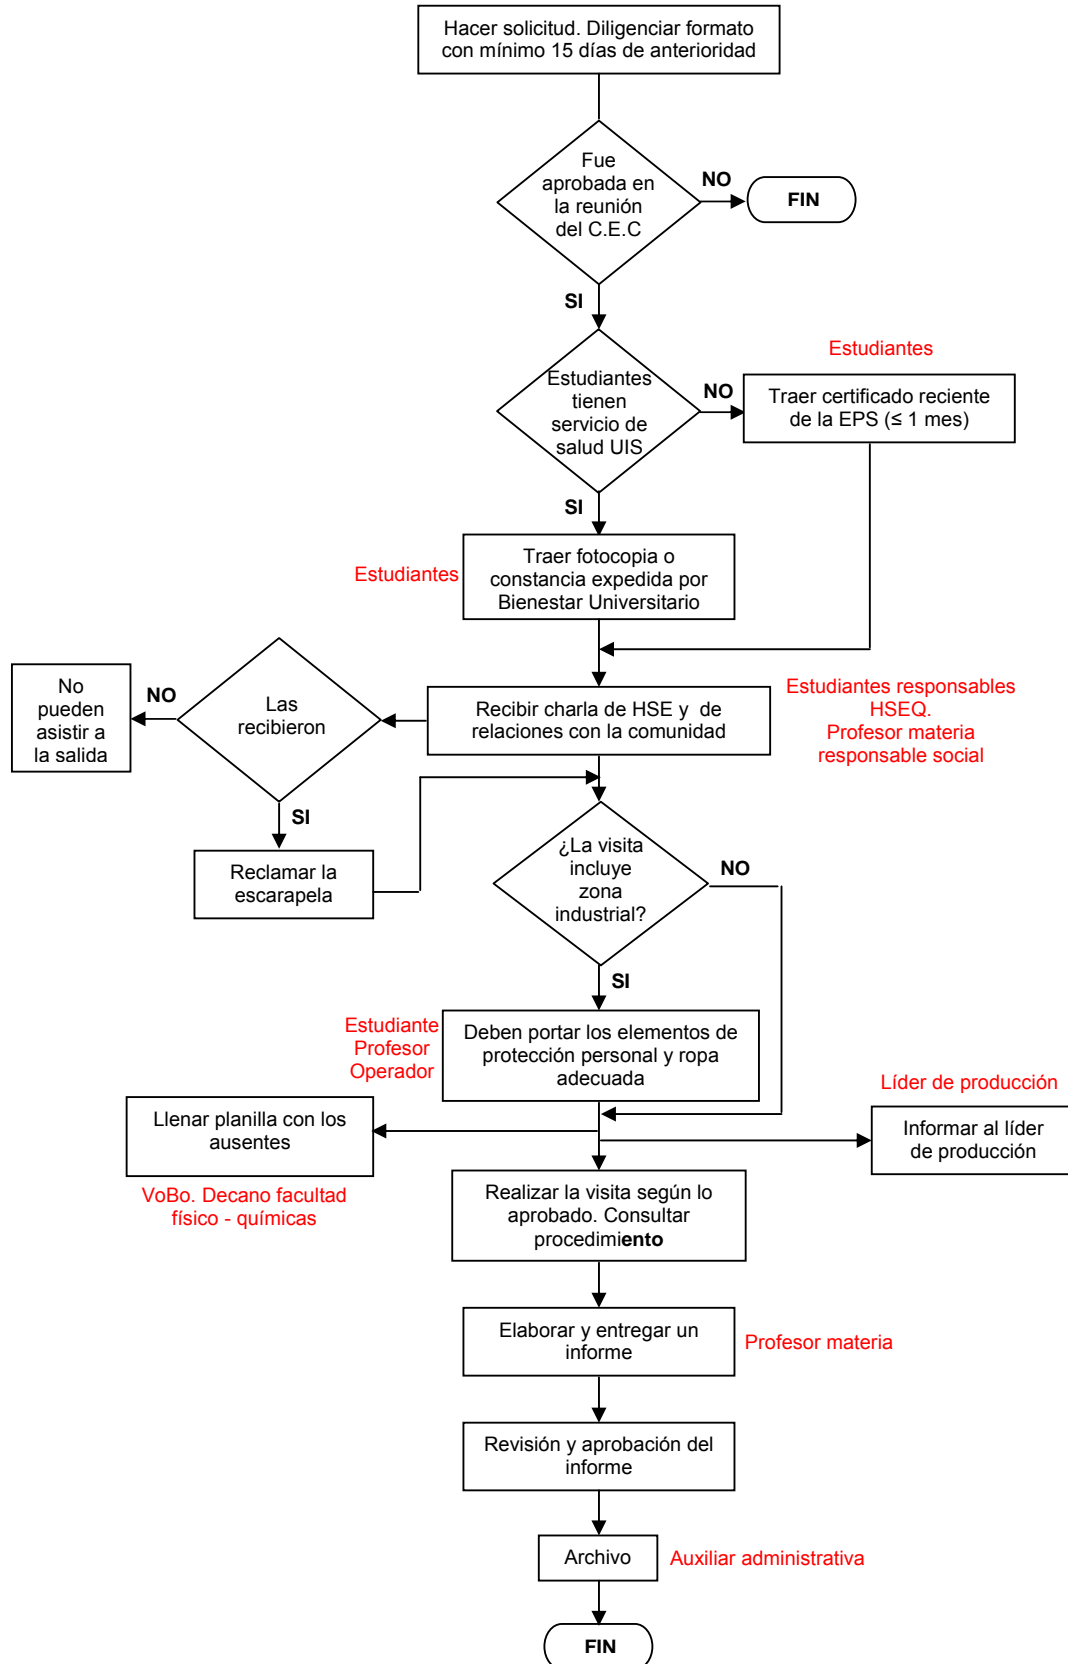 Hacer solicitud. Diligenciar formato
con mínimo 15 días de anterioridad
Fue
aprobada en
la reunión
del C.E.C
NO
FIN
SI
Estudiantes
Estudiantes
tienen
servicio de
salud UIS
NO
Traer certificado reciente
de la EPS (≤ 1 mes)
SI
Estudiantes
Traer fotocopia o
constancia expedida por
Bienestar Universitario
No
pueden
asistir a
la salida
NO
Las
recibieron
Recibir charla de HSE y de
relaciones con la comunidad
Estudiantes responsables
HSEQ.
Profesor materia
responsable social
SI
Reclamar la
escarapela
¿La visita
incluye
zona
industrial?
NO
SI
Estudiante
Profesor
Operador
Deben portar los elementos de
protección personal y ropa
adecuada
Líder de producción
Llenar planilla con los
ausentes
Informar al líder
de producción
VoBo. Decano facultad
físico - químicas
Realizar la visita según lo
aprobado. Consultar
procedimiento
Elaborar y entregar un
informe
Profesor materia
Revisión y aprobación del
informe
Archivo
Auxiliar administrativa
FIN